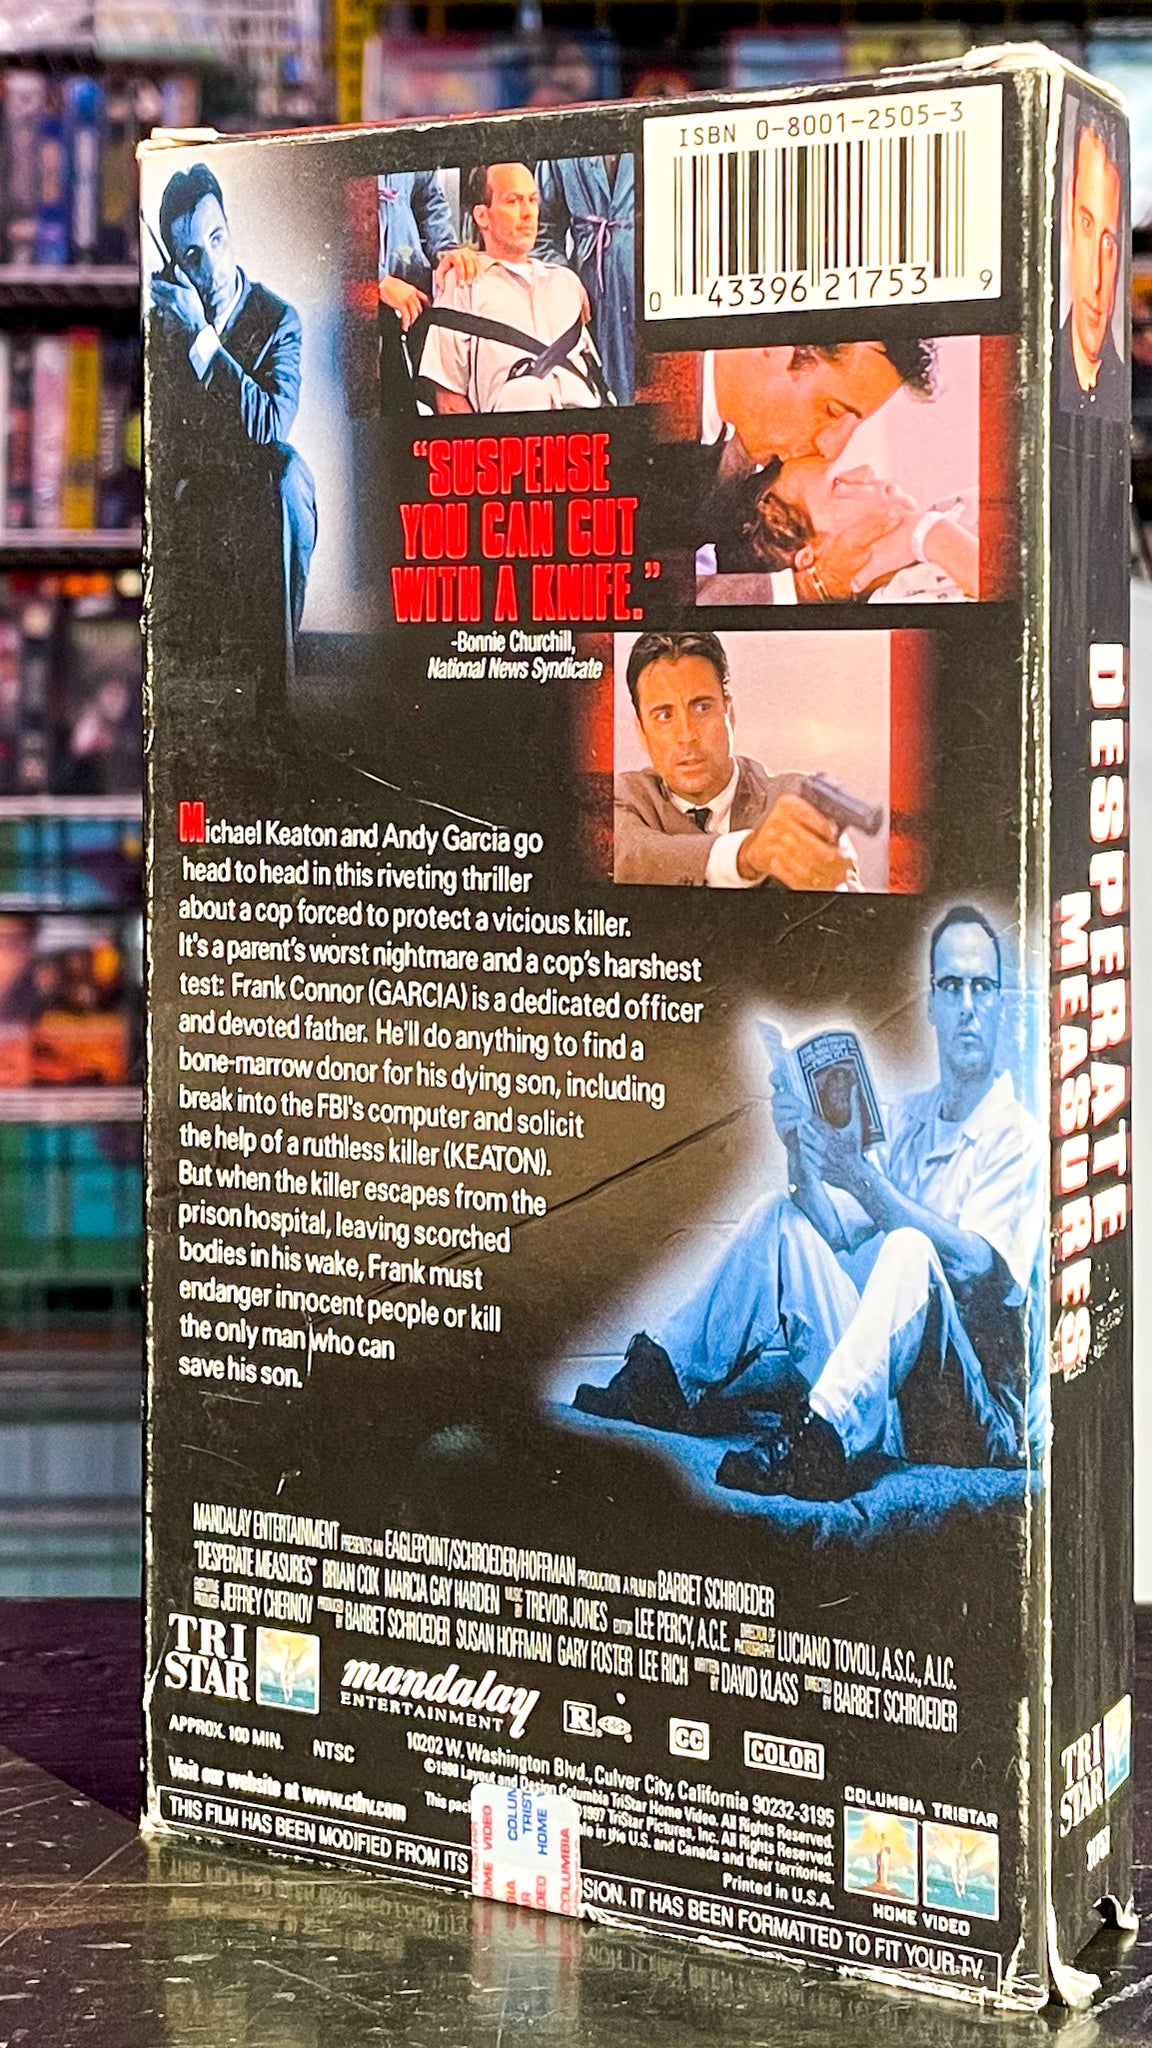 ISBN 0-8001-2505-3
0 43396 21753 9
"SUSPENSE
YOU CAN CUT
WITH A KNIFE."
-Bonnie Churchill,
National News Syndicate
Michael Keaton and Andy Garcia go
head to head in this riveting thriller
about a cop forced to protect a vicious killer.
It's a parent's worst nightmare and a cop's harshest
test: Frank Connor (GARCIA) is a dedicated officer
and devoted father. He'll do anything to find a
bone-marrow donor for his dying son, including
break into the FBI's computer and solicit
the help of a ruthless killer (KEATON).
But when the killer escapes from the
prison hospital, leaving scorched
bodies in his wake, Frank must
endanger innocent people or kill
the only man who can
save his son.
MANDALAY ENTERTAINMENT PRESENTS AN EAGLEPOINT/SCHROEDER/HOFFMAN PRODUCTION A FILM BY BARBET SCHROEDER
"DESPERATE MEASURES" BRIAN COX MARCIA GAY HARDEN MUSIC BY TREVOR JONES EDITOR LEE PERCY, A.C.E. DIRECTOR OF PHOTOGRAPHY LUCIANO TOVOLI, A.S.C., A.I.C.
EXECUTIVE PRODUCER JEFFREY CHERNOV PRODUCED BY BARBET SCHROEDER SUSAN HOFFMAN GARY FOSTER LEE RICH WRITTEN BY DAVID KLASS DIRECTED BY BARBET SCHROEDER
TRI
STAR
mandalay
ENTERTAINMENT
R
CC
COLOR
APPROX. 100 MIN. NTSC
Visit our website at www.cthv.com
10202 W. Washington Blvd., Culver City, California 90232-3195
©1998 Layout and Design Columbia TriStar Home Video. All Rights Reserved.
©1997 TriStar Pictures, Inc. All Rights Reserved.
This in the U.S. and Canada and their territories.
Printed in U.S.A.
COLUMBIA TRISTAR
HOME VIDEO
THIS FILM HAS BEEN MODIFIED FROM ITS SION. IT HAS BEEN FORMATTED TO FIT YOUR TV.
COLUM
TRIST
HOME V
COLUMBIA
OME VIDEO
DESPERATE
MEASURES
TRI
STAR